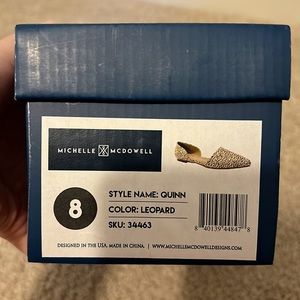 MICHELLE MCDOWELL
8
STYLE NAME: QUINN
COLOR: LEOPARD
SKU: 34463
8 40139 44847 8
DESIGNED IN THE USA. MADE IN CHINA.
WWW.MICHELLEMCDOWELLDESIGNS.COM